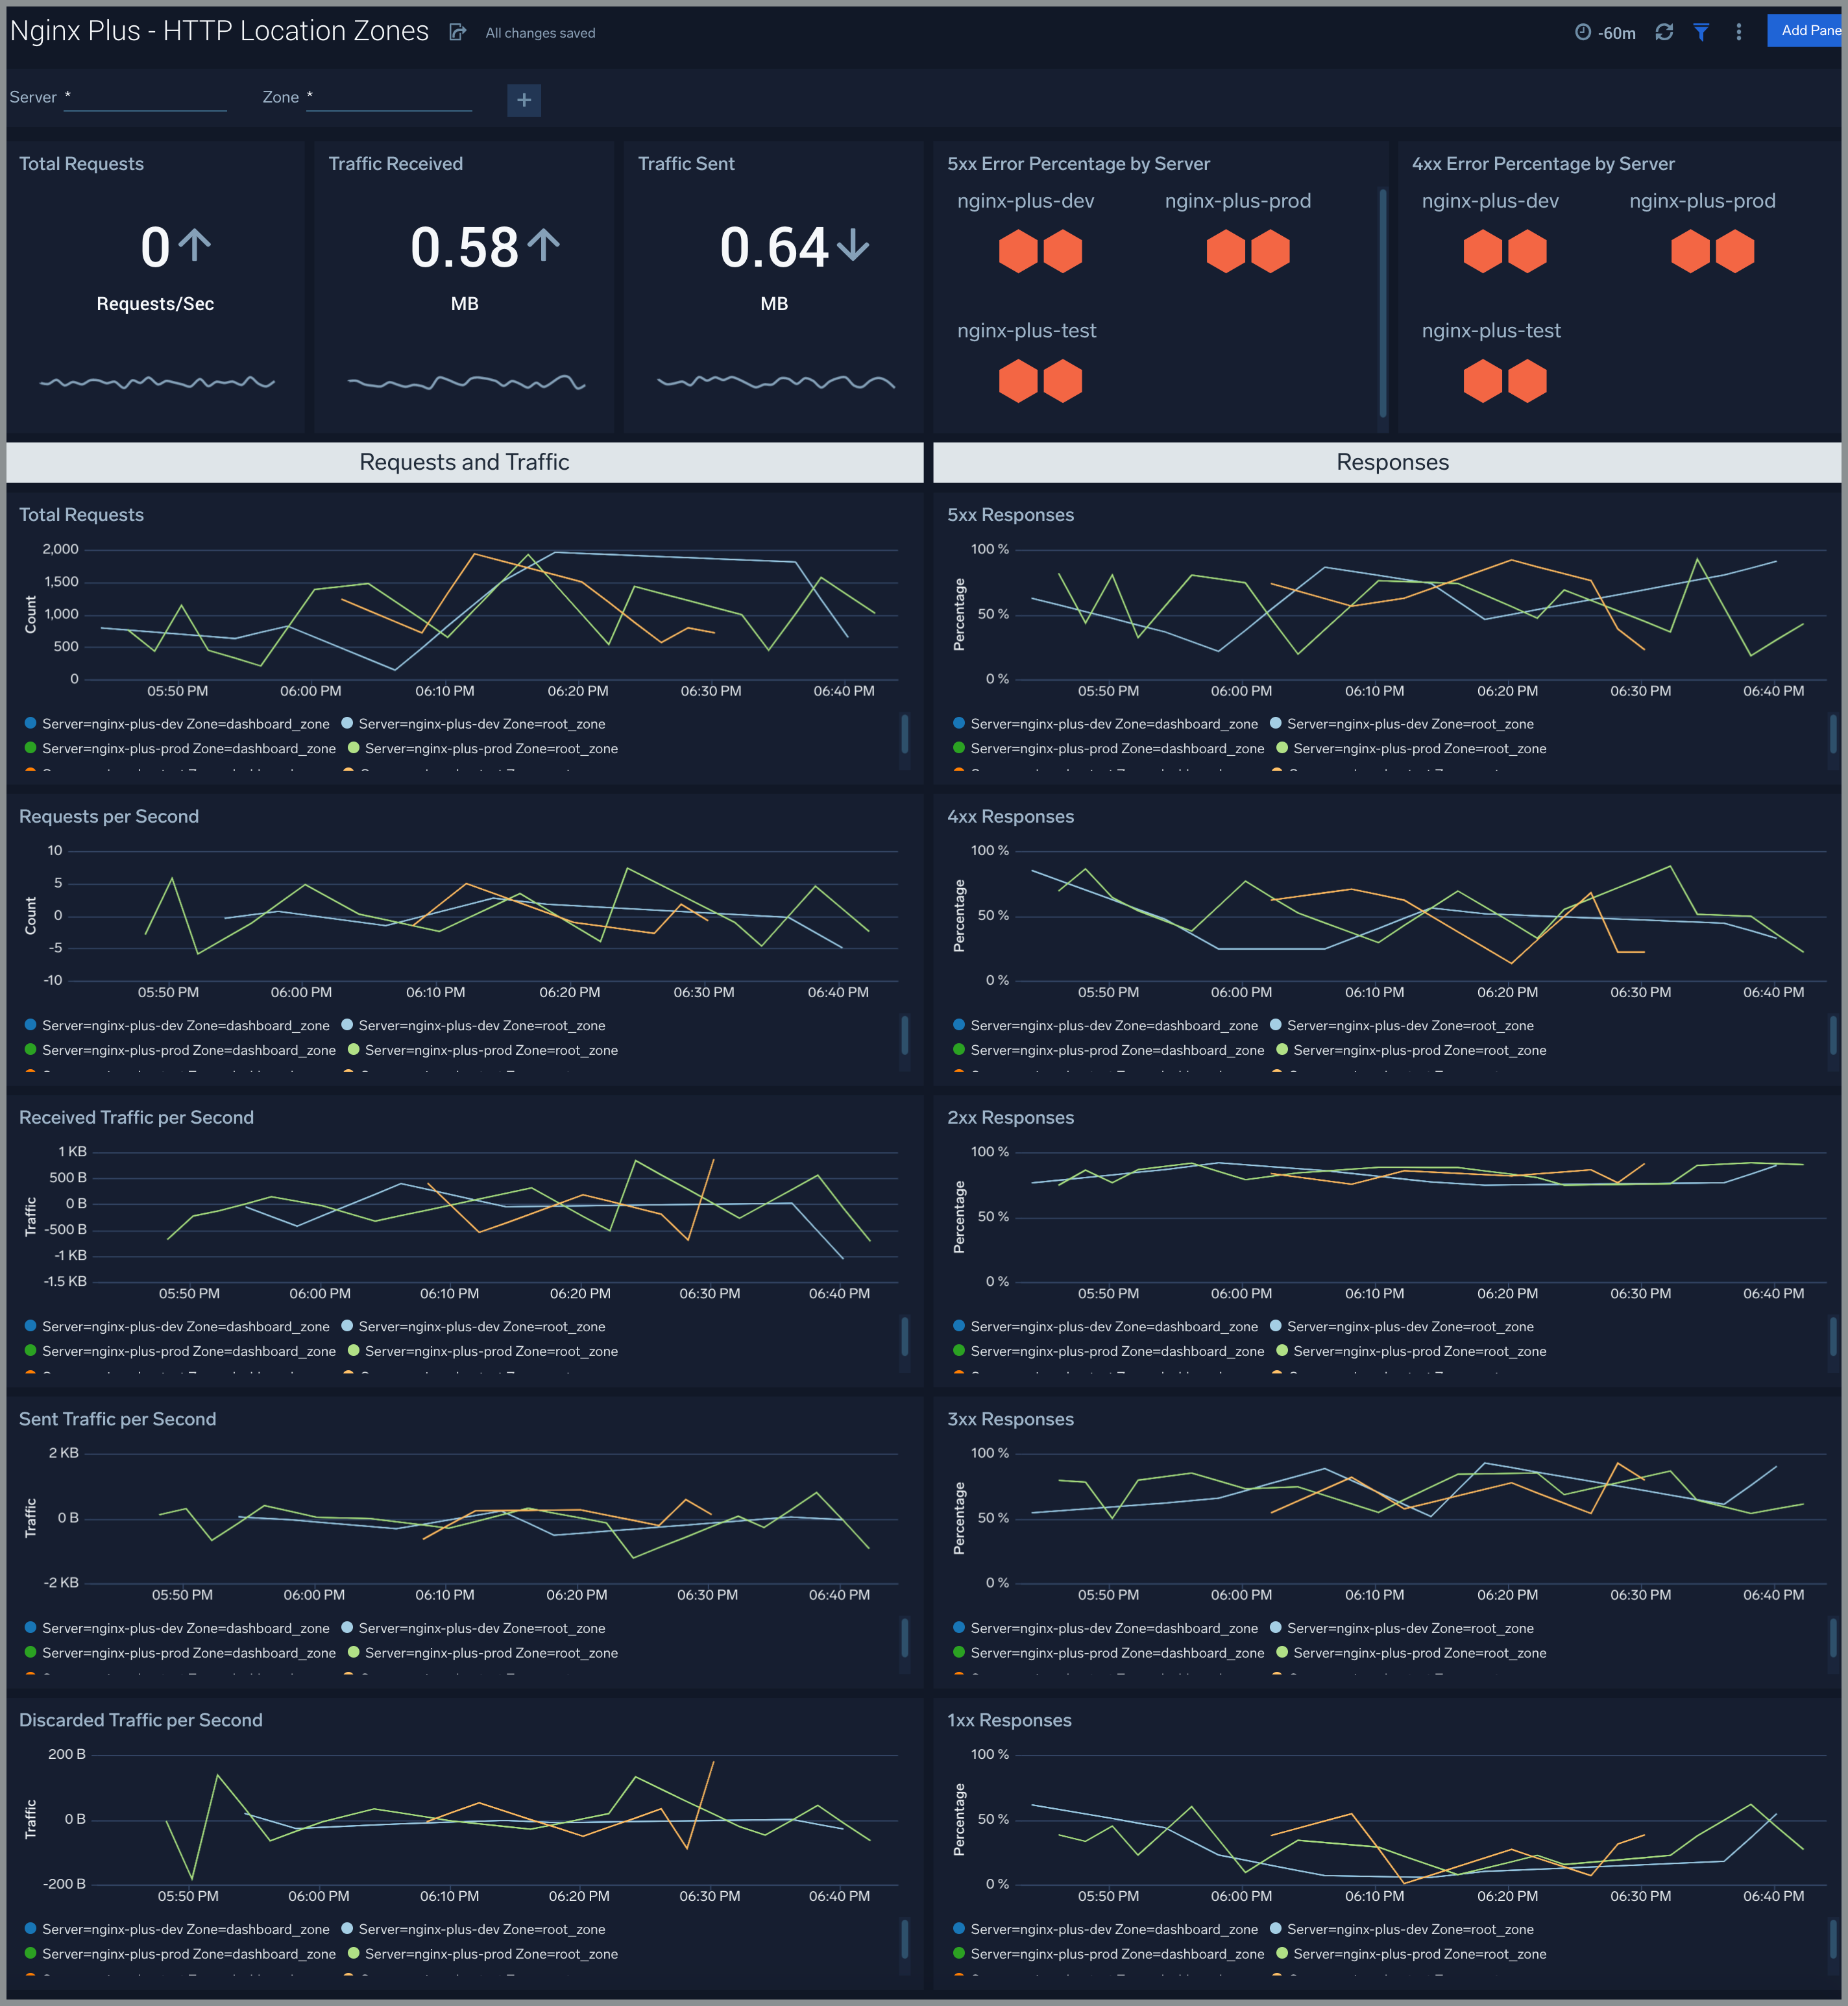 Nginx Plus - HTTP Location Zones All changes saved -60m Add Pane
Server * Zone * +
Total Requests
0
Requests/Sec
Traffic Received
0.58
MB
Traffic Sent
0.64
MB
5xx Error Percentage by Server
nginx-plus-dev nginx-plus-prod
nginx-plus-test
4xx Error Percentage by Server
nginx-plus-dev nginx-plus-prod
nginx-plus-test
Requests and Traffic
Total Requests
Count
2,000
1,500
1,000
500
0
05:50 PM 06:00 PM 06:10 PM 06:20 PM 06:30 PM 06:40 PM
Server=nginx-plus-dev Zone=dashboard_zone Server=nginx-plus-dev Zone=root_zone
Server=nginx-plus-prod Zone=dashboard_zone Server=nginx-plus-prod Zone=root_zone
Requests per Second
Count
10
5
0
-5
-10
05:50 PM 06:00 PM 06:10 PM 06:20 PM 06:30 PM 06:40 PM
Server=nginx-plus-dev Zone=dashboard_zone Server=nginx-plus-dev Zone=root_zone
Server=nginx-plus-prod Zone=dashboard_zone Server=nginx-plus-prod Zone=root_zone
Received Traffic per Second
Traffic
1 KB
500 B
0 B
-500 B
-1 KB
-1.5 KB
05:50 PM 06:00 PM 06:10 PM 06:20 PM 06:30 PM 06:40 PM
Server=nginx-plus-dev Zone=dashboard_zone Server=nginx-plus-dev Zone=root_zone
Server=nginx-plus-prod Zone=dashboard_zone Server=nginx-plus-prod Zone=root_zone
Sent Traffic per Second
Traffic
2 KB
0 B
-2 KB
05:50 PM 06:00 PM 06:10 PM 06:20 PM 06:30 PM 06:40 PM
Server=nginx-plus-dev Zone=dashboard_zone Server=nginx-plus-dev Zone=root_zone
Server=nginx-plus-prod Zone=dashboard_zone Server=nginx-plus-prod Zone=root_zone
Discarded Traffic per Second
Traffic
200 B
0 B
-200 B
05:50 PM 06:00 PM 06:10 PM 06:20 PM 06:30 PM 06:40 PM
Server=nginx-plus-dev Zone=dashboard_zone Server=nginx-plus-dev Zone=root_zone
Server=nginx-plus-prod Zone=dashboard_zone Server=nginx-plus-prod Zone=root_zone
Responses
5xx Responses
Percentage
100 %
50 %
0 %
05:50 PM 06:00 PM 06:10 PM 06:20 PM 06:30 PM 06:40 PM
Server=nginx-plus-dev Zone=dashboard_zone Server=nginx-plus-dev Zone=root_zone
Server=nginx-plus-prod Zone=dashboard_zone Server=nginx-plus-prod Zone=root_zone
4xx Responses
Percentage
100 %
50 %
0 %
05:50 PM 06:00 PM 06:10 PM 06:20 PM 06:30 PM 06:40 PM
Server=nginx-plus-dev Zone=dashboard_zone Server=nginx-plus-dev Zone=root_zone
Server=nginx-plus-prod Zone=dashboard_zone Server=nginx-plus-prod Zone=root_zone
2xx Responses
Percentage
100 %
50 %
0 %
05:50 PM 06:00 PM 06:10 PM 06:20 PM 06:30 PM 06:40 PM
Server=nginx-plus-dev Zone=dashboard_zone Server=nginx-plus-dev Zone=root_zone
Server=nginx-plus-prod Zone=dashboard_zone Server=nginx-plus-prod Zone=root_zone
3xx Responses
Percentage
100 %
50 %
0 %
05:50 PM 06:00 PM 06:10 PM 06:20 PM 06:30 PM 06:40 PM
Server=nginx-plus-dev Zone=dashboard_zone Server=nginx-plus-dev Zone=root_zone
Server=nginx-plus-prod Zone=dashboard_zone Server=nginx-plus-prod Zone=root_zone
1xx Responses
Percentage
100 %
50 %
0 %
05:50 PM 06:00 PM 06:10 PM 06:20 PM 06:30 PM 06:40 PM
Server=nginx-plus-dev Zone=dashboard_zone Server=nginx-plus-dev Zone=root_zone
Server=nginx-plus-prod Zone=dashboard_zone Server=nginx-plus-prod Zone=root_zone